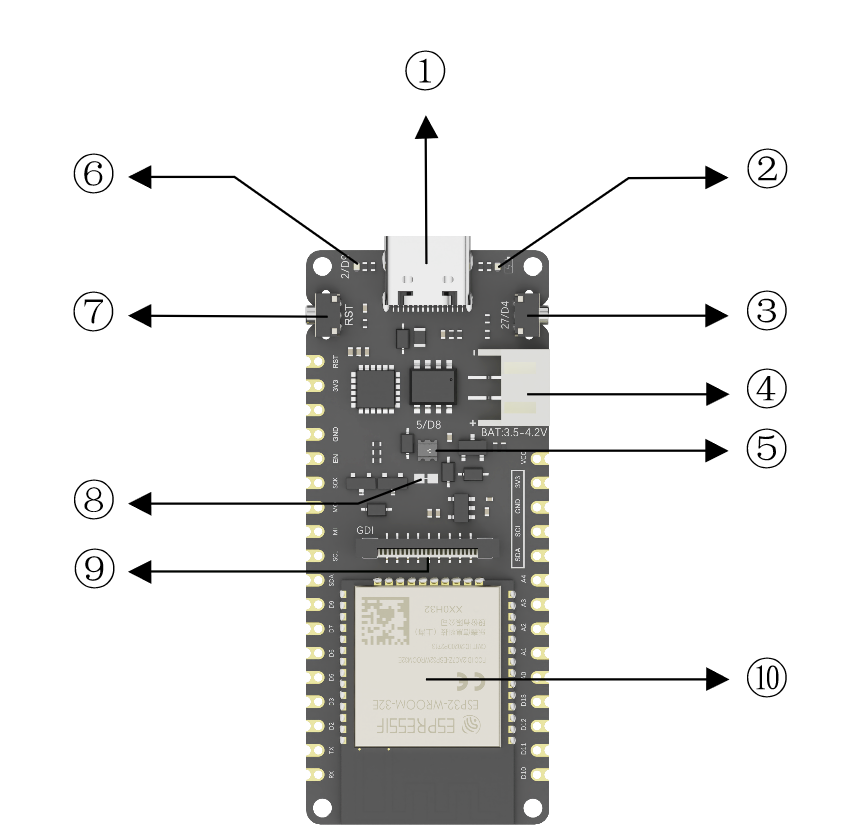 ①
⑥
②
2/D9
⑦
RST
27/D4
③
RST
3V3
④
5/D8
BAT:3.5-4.2V
GND
⑤
EN
VCC
⑧
SCK
3V3
GND
MI
SCL
GDI
SCL
SDA
⑨
SDA
A4
D9
A3
D7
A2
XX0H32
D6
A1
D5
A0
⑩
D3
D13
ESP32-WROOM-32E
D2
D12
ESPRESSIF
TX
D11
RX
D10